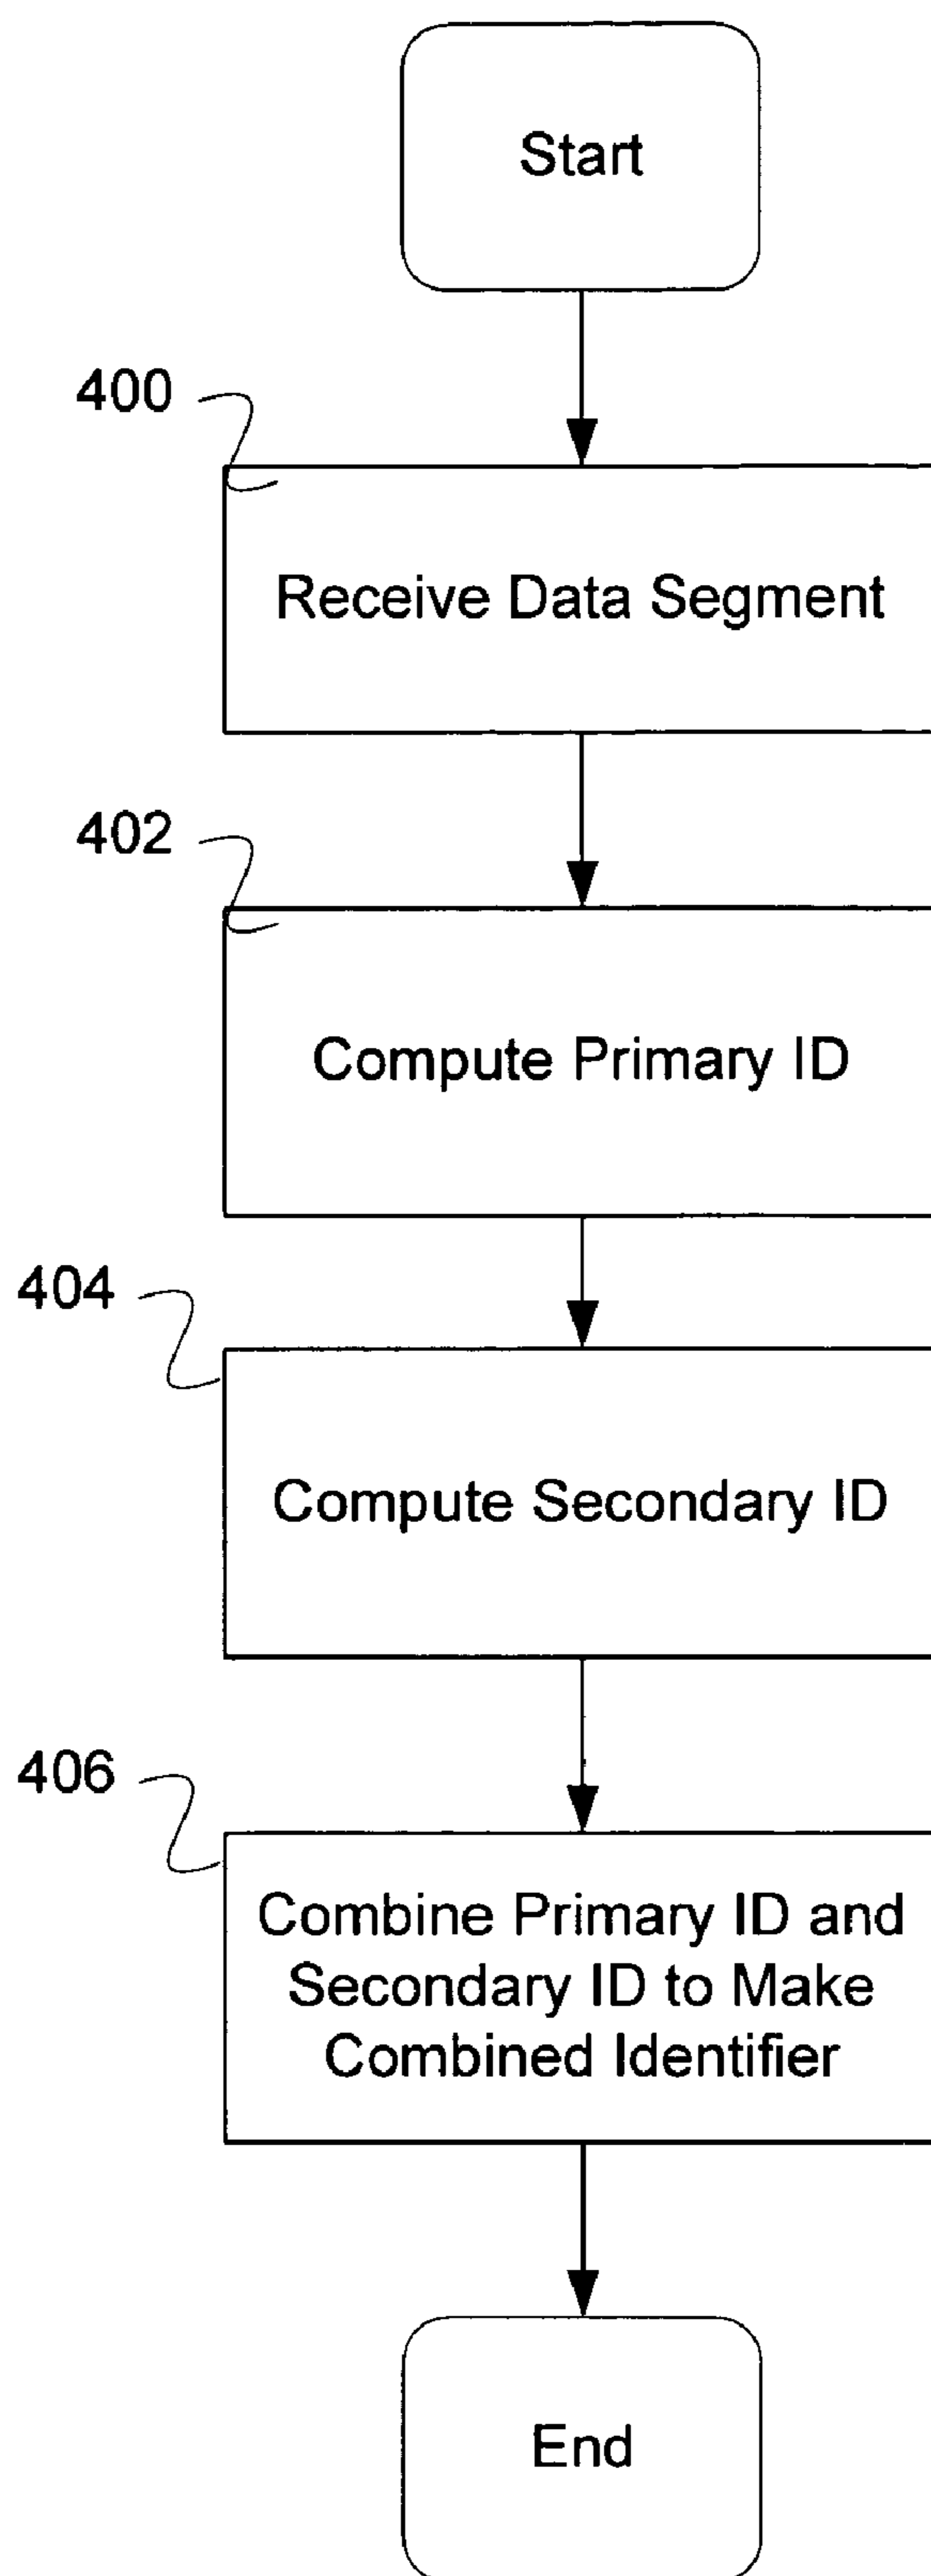 Start
400
Receive Data Segment
402
Compute Primary ID
404
Compute Secondary ID
406
Combine Primary ID and
Secondary ID to Make
Combined Identifier
End